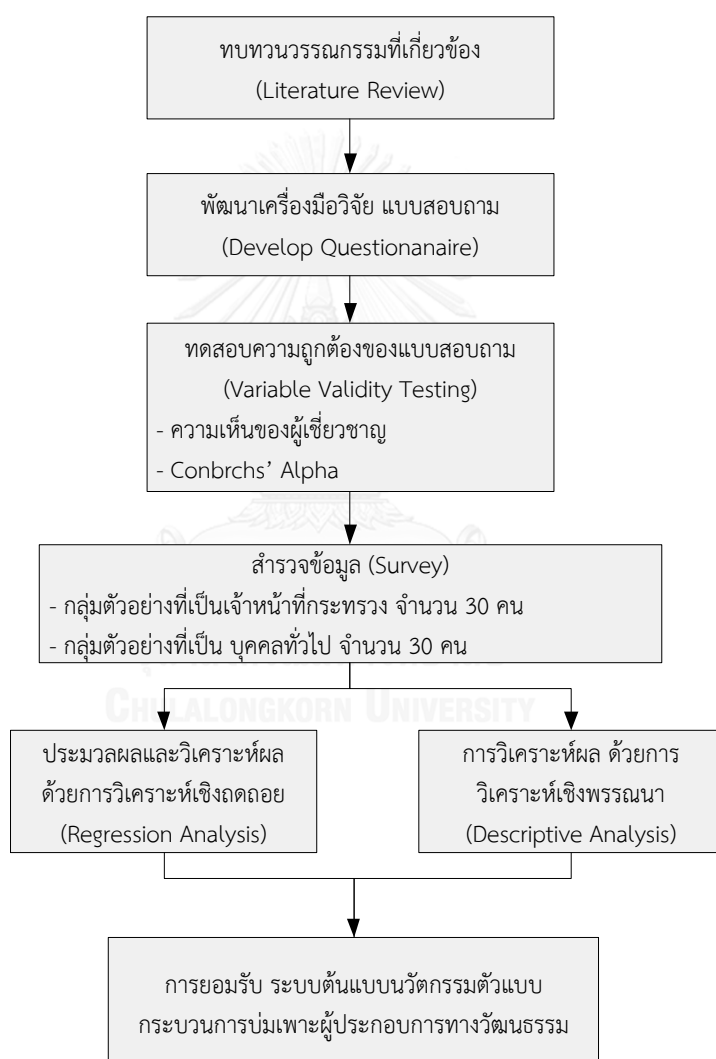 ทบทวนวรรณกรรมที่เกี่ยวข้อง
(Literature Review)
พัฒนาเครื่องมือวิจัย แบบสอบถาม
(Develop Questionanaire)
ทดสอบความถูกต้องของแบบสอบถาม
(Variable Validity Testing)
- ความเห็นของผู้เชี่ยวชาญ
- Conbrchs’ Alpha
สำรวจข้อมูล (Survey)
- กลุ่มตัวอย่างที่เป็นเจ้าหน้าที่กระทรวง จำนวน 30 คน
- กลุ่มตัวอย่างที่เป็น บุคคลทั่วไป จำนวน 30 คน
CHULALONGKORN UNIVERSITY
ประมวลผลและวิเคราะห์ผล
ด้วยการวิเคราะห์เชิงถดถอย
(Regression Analysis)
การวิเคราะห์ผล ด้วยการ
วิเคราะห์เชิงพรรณนา
(Descriptive Analysis)
การยอมรับ ระบบต้นแบบนวัตกรรมตัวแบบ
กระบวนการบ่มเพาะผู้ประกอบการทางวัฒนธรรม